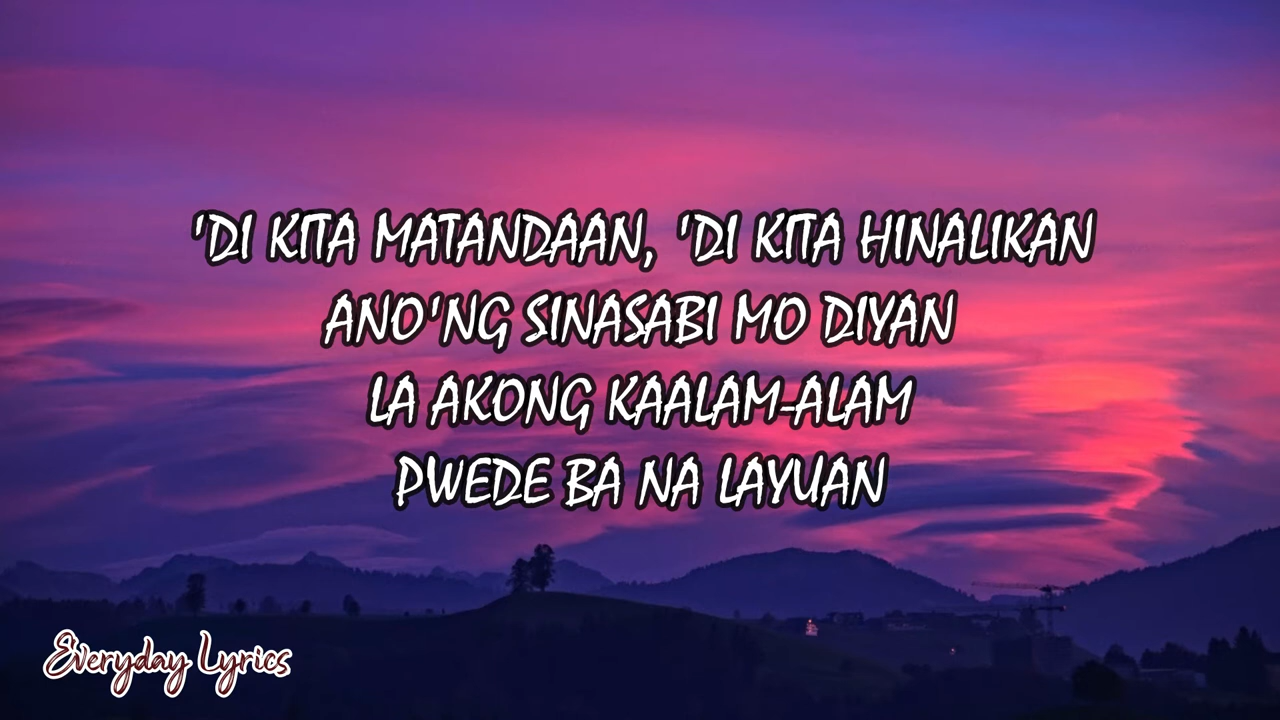 'DI KITA MATANDAAN, 'DI KITA HINALIKAN
ANO'NG SINASABI MO DIYAN
LA AKONG KAALAM-ALAM
PWEDE BA NA LAYUAN
Everyday Lyrics